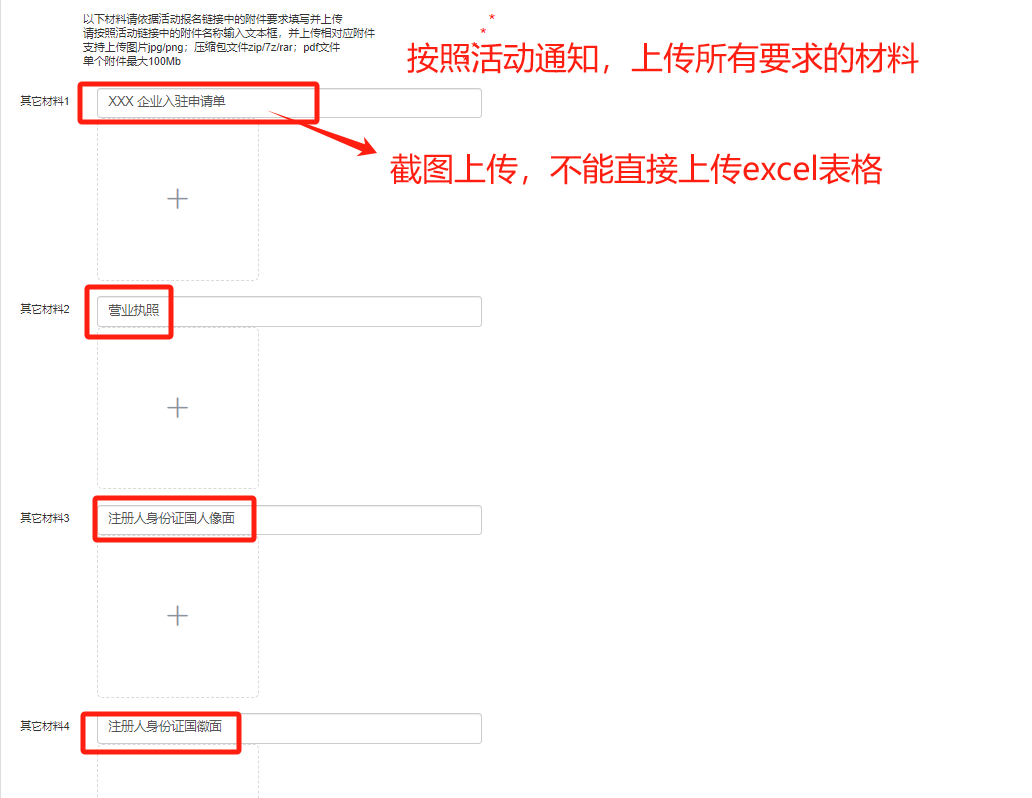 以下材料请依据活动报名链接中的附件要求填写并上传 *
请按照活动链接中的附件名称输入文本框，并上传相对应附件 *
支持上传图片jpg/png；压缩包文件zip/7z/rar；pdf文件 *
单个附件最大100Mb
按照活动通知，上传所有要求的材料
其它材料1 XXX 企业入驻申请单
截图上传，不能直接上传excel表格
其它材料2 营业执照
其它材料3 注册人身份证国人像面
其它材料4 注册人身份证国徽面